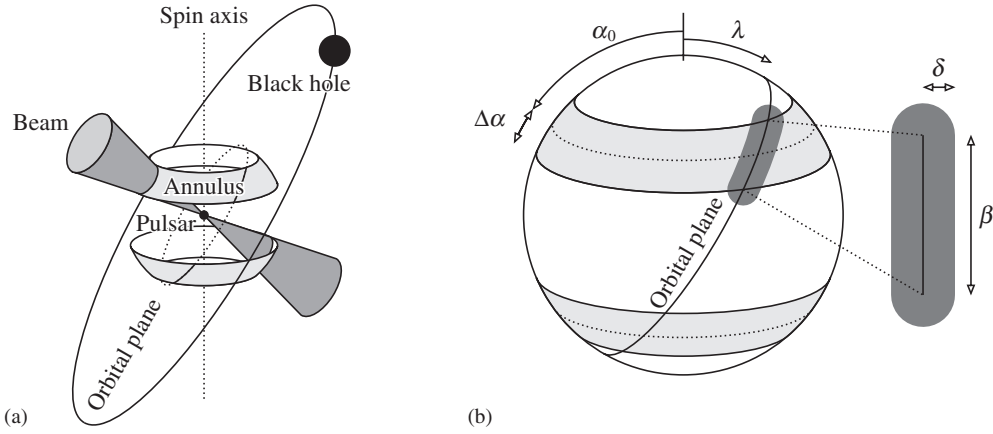 Spin axis
Black hole
Beam
Annulus
Pulsar
Orbital plane
(a)
α₀
λ
Δα
δ
β
Orbital plane
(b)